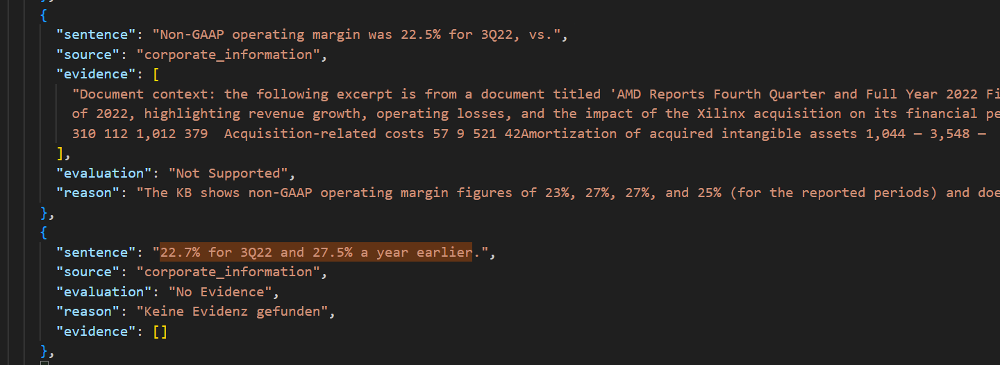 },
{
"sentence": "Non-GAAP operating margin was 22.5% for 3Q22, vs.",
"source": "corporate_information",
"evidence": [
"Document context: the following excerpt is from a document titled 'AMD Reports Fourth Quarter and Full Year 2022 Fi
of 2022, highlighting revenue growth, operating losses, and the impact of the Xilinx acquisition on its financial pe
310 112 1,012 379  Acquisition-related costs 57 9 521 42Amortization of acquired intangible assets 1,044 — 3,548 —
],
"evaluation": "Not Supported",
"reason": "The KB shows non-GAAP operating margin figures of 23%, 27%, 27%, and 25% (for the reported periods) and doe
},
{
"sentence": "22.7% for 3Q22 and 27.5% a year earlier.",
"source": "corporate_information",
"evaluation": "No Evidence",
"reason": "Keine Evidenz gefunden",
"evidence": []
},